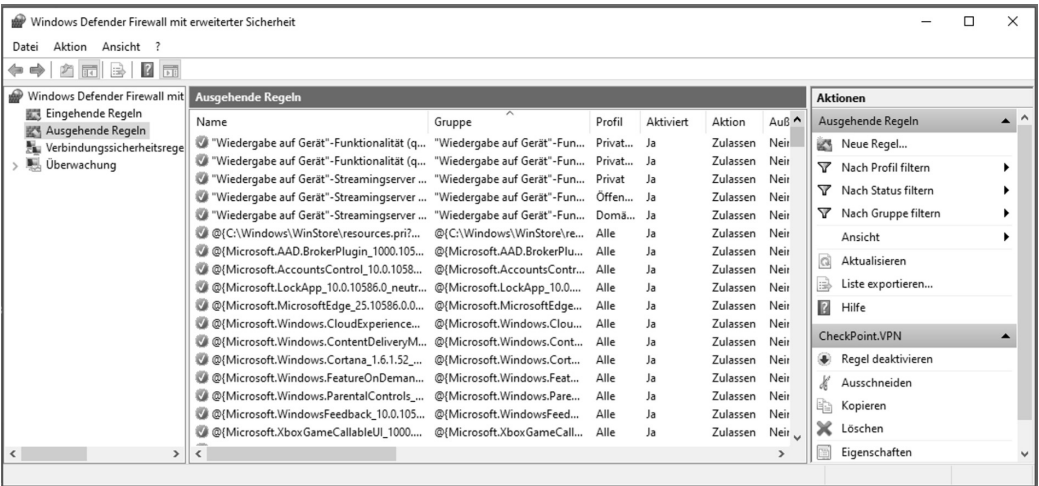 Windows Defender Firewall mit erweiterter Sicherheit
Datei Aktion Ansicht ?
Windows Defender Firewall mit
Eingehende Regeln
Ausgehende Regeln
Verbindungssicherheitsrege
Überwachung
Ausgehende Regeln
Name Gruppe Profil Aktiviert Aktion Auß
"Wiedergabe auf Gerät"-Funktionalität (q... "Wiedergabe auf Gerät"-Fun... Privat... Ja Zulassen Nein
"Wiedergabe auf Gerät"-Funktionalität (q... "Wiedergabe auf Gerät"-Fun... Privat... Ja Zulassen Nein
"Wiedergabe auf Gerät"-Streamingserver ... "Wiedergabe auf Gerät"-Fun... Privat Ja Zulassen Nein
"Wiedergabe auf Gerät"-Streamingserver ... "Wiedergabe auf Gerät"-Fun... Öffen... Ja Zulassen Nein
"Wiedergabe auf Gerät"-Streamingserver ... "Wiedergabe auf Gerät"-Fun... Domä... Ja Zulassen Nein
@{C:\Windows\WinStore\resources.pri?... @{C:\Windows\WinStore\re... Alle Ja Zulassen Nein
@{Microsoft.AAD.BrokerPlugin_1000.105... @{Microsoft.AAD.BrokerPlu... Alle Ja Zulassen Nein
@{Microsoft.AccountsControl_10.0.1058... @{Microsoft.AccountsContr... Alle Ja Zulassen Nein
@{Microsoft.LockApp_10.0.10586.0_neutr... @{Microsoft.LockApp_10.0.... Alle Ja Zulassen Nein
@{Microsoft.MicrosoftEdge_25.10586.0.0... @{Microsoft.MicrosoftEdge... Alle Ja Zulassen Nein
@{Microsoft.Windows.CloudExperience... @{Microsoft.Windows.Clou... Alle Ja Zulassen Nein
@{Microsoft.Windows.ContentDeliveryM... @{Microsoft.Windows.Cont... Alle Ja Zulassen Nein
@{Microsoft.Windows.Cortana_1.6.1.52_... @{Microsoft.Windows.Cort... Alle Ja Zulassen Nein
@{Microsoft.Windows.FeatureOnDeman... @{Microsoft.Windows.Feat... Alle Ja Zulassen Nein
@{Microsoft.Windows.ParentalControls_... @{Microsoft.Windows.Pare... Alle Ja Zulassen Nein
@{Microsoft.WindowsFeedback_10.0.105... @{Microsoft.WindowsFeed... Alle Ja Zulassen Nein
@{Microsoft.XboxGameCallableUI_1000.... @{Microsoft.XboxGameCall... Alle Ja Zulassen Nein
Aktionen
Ausgehende Regeln
Neue Regel...
Nach Profil filtern
Nach Status filtern
Nach Gruppe filtern
Ansicht
Aktualisieren
Liste exportieren...
Hilfe
CheckPoint.VPN
Regel deaktivieren
Ausschneiden
Kopieren
Löschen
Eigenschaften